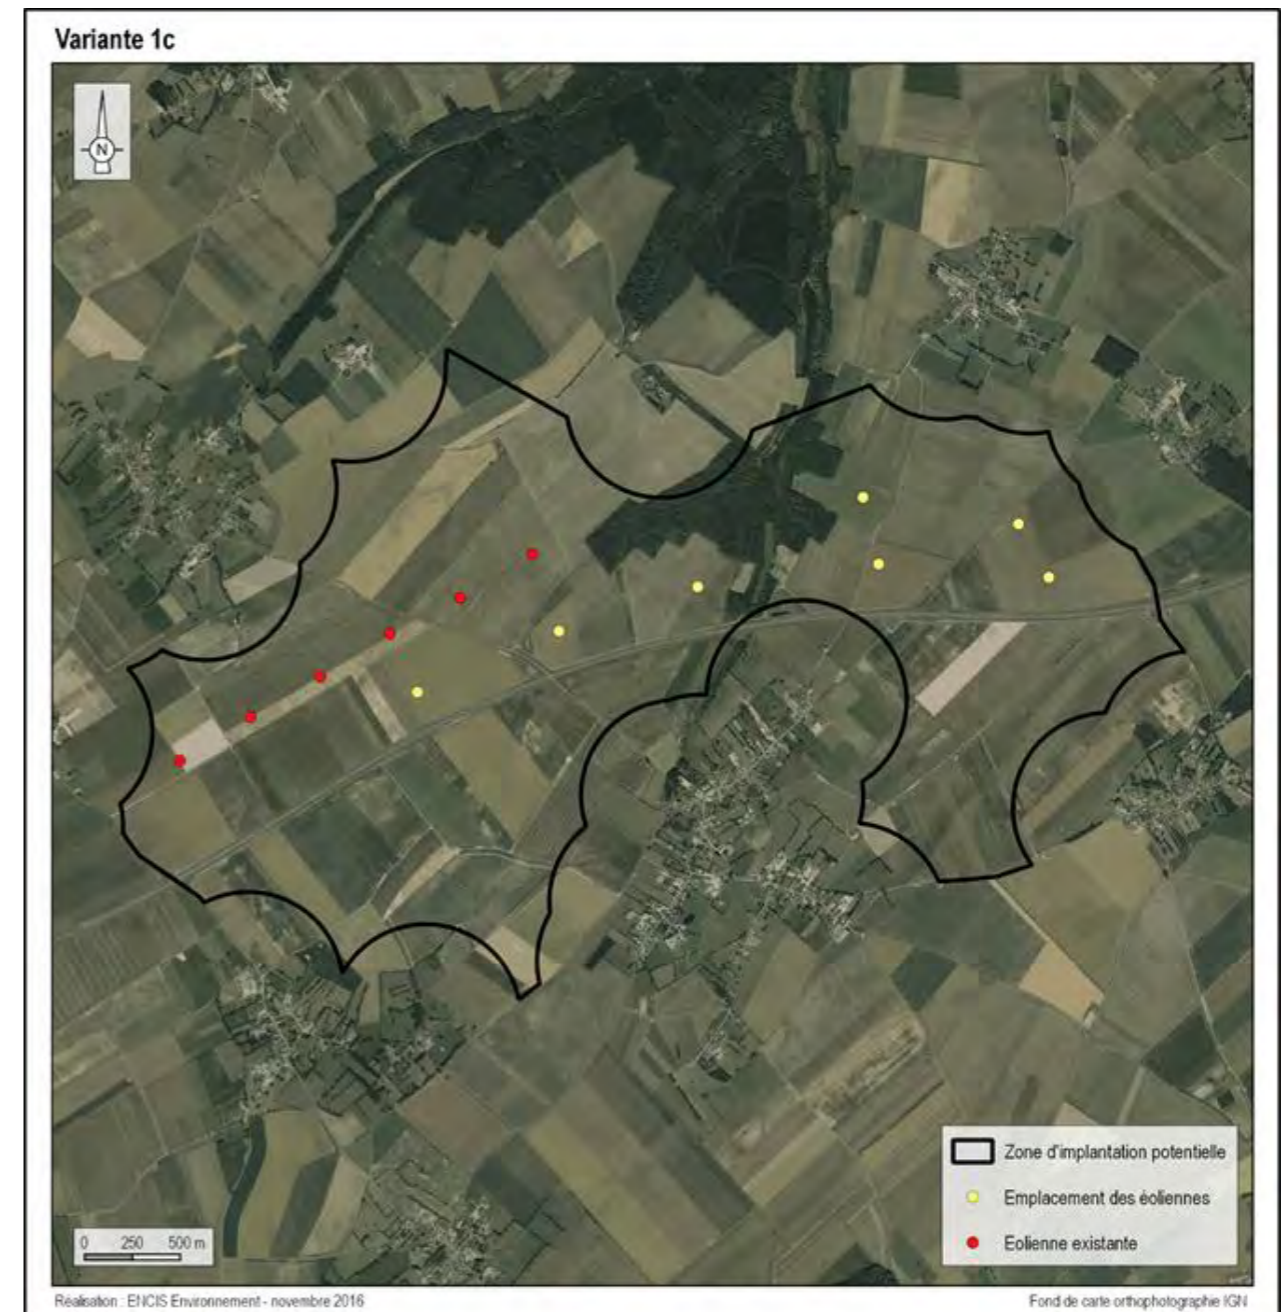 Variante 1c
N
Zone d'implantation potentielle
Emplacement des éoliennes
Eolienne existante
0 250 500 m
Réalisation : ENCIS Environnement - novembre 2016
Fond de carte orthophotographie IGN